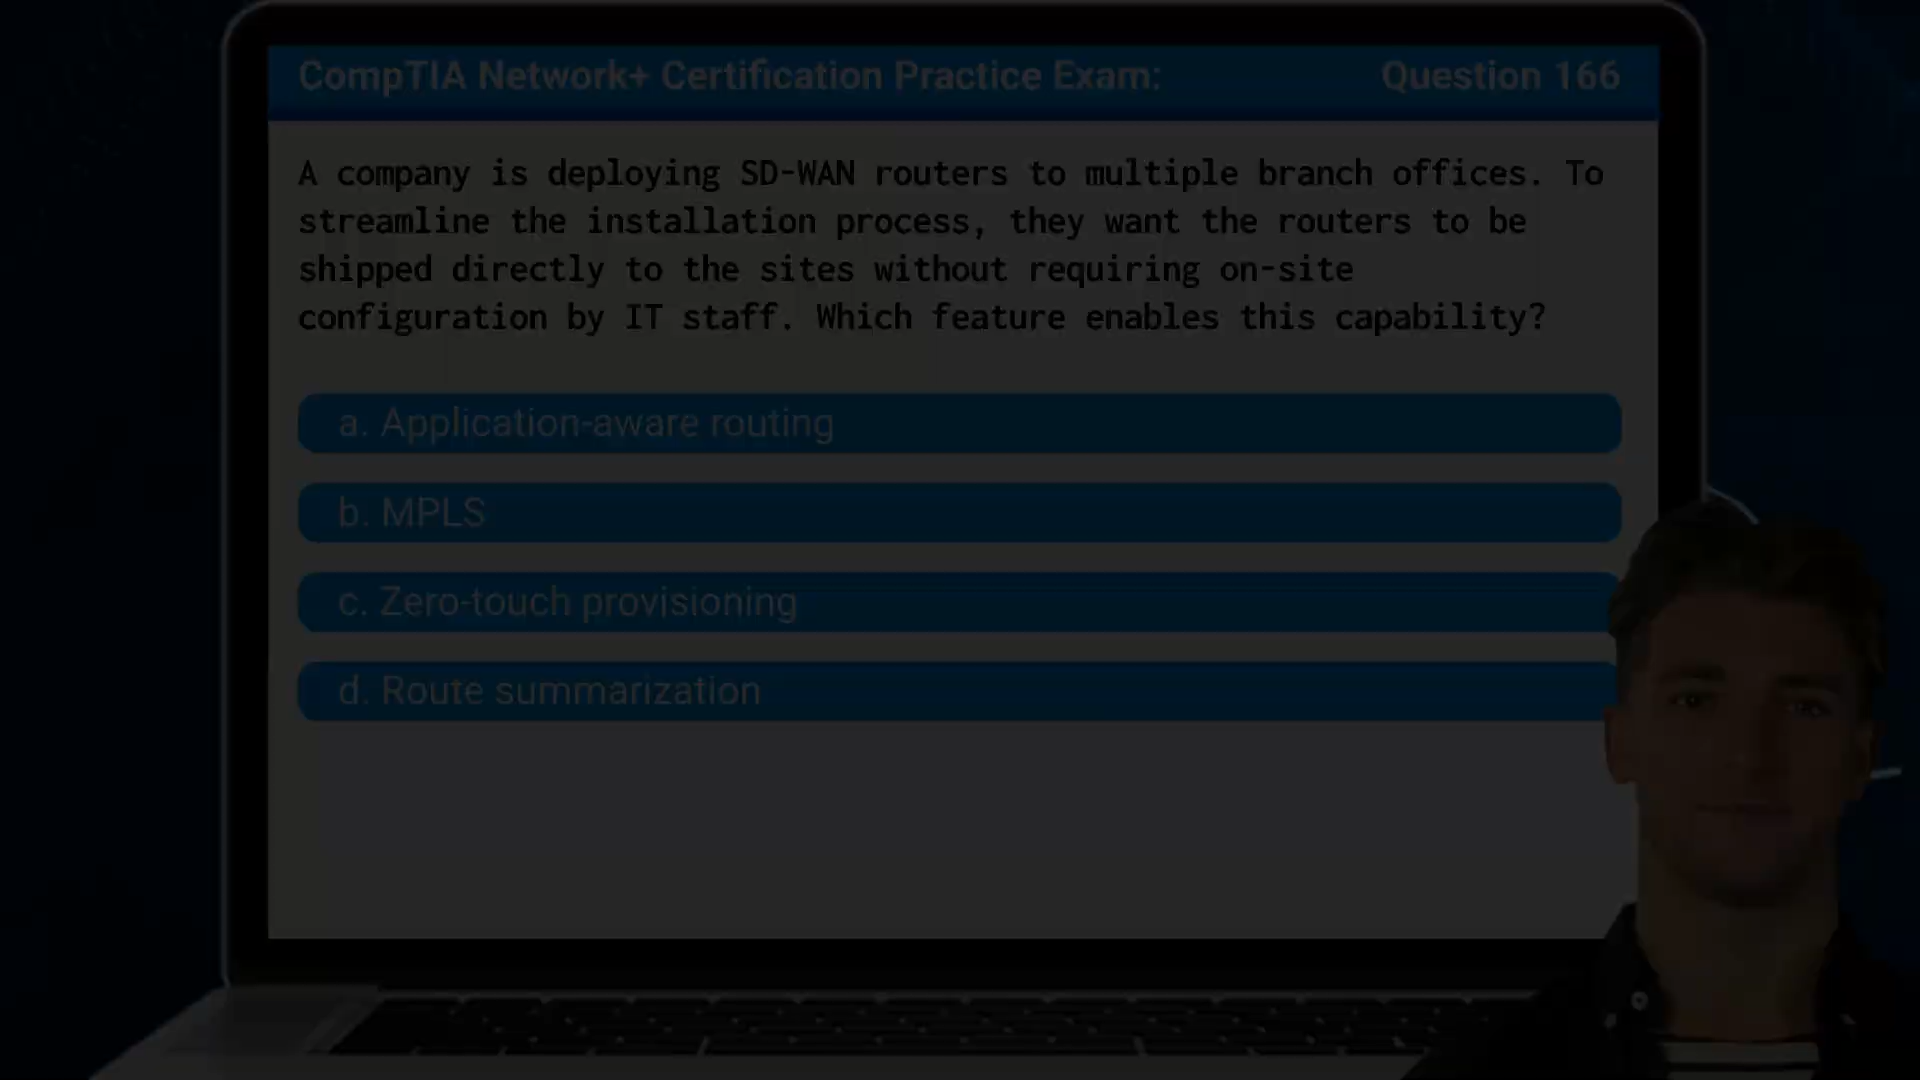 CompTIA Network+ Certification Practice Exam: Question 166
A company is deploying SD-WAN routers to multiple branch offices. To
streamline the installation process, they want the routers to be
shipped directly to the sites without requiring on-site
configuration by IT staff. Which feature enables this capability?
a. Application-aware routing
b. MPLS
c. Zero-touch provisioning
d. Route summarization